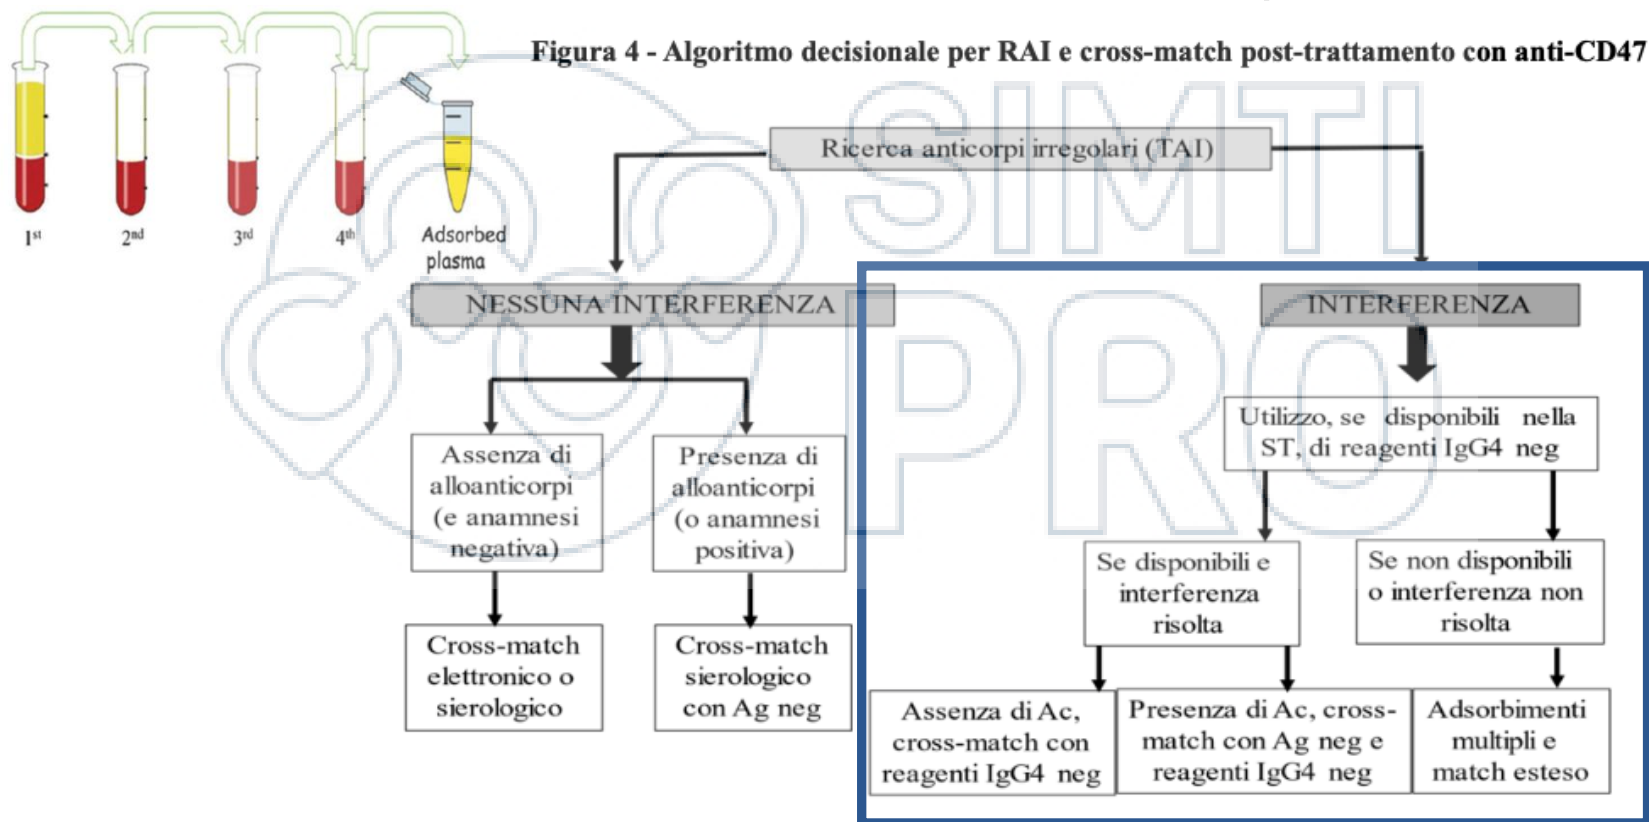 Figura 4 - Algoritmo decisionale per RAI e cross-match post-trattamento con anti-CD47
1st
2nd
3rd
4th
Adsorbed
plasma
SIMTI
PRO
Ricerca anticorpi irregolari (TAI)
NESSUNA INTERFERENZA
INTERFERENZA
Assenza di
alloanticorpi
(e anamnesi
negativa)
Presenza di
alloanticorpi
(o anamnesi
positiva)
Cross-match
elettronico o
sierologico
Cross-match
sierologico
con Ag neg
Utilizzo, se disponibili nella
ST, di reagenti IgG4 neg
Se disponibili e
interferenza
risolta
Se non disponibili
o interferenza non
risolta
Assenza di Ac,
cross-match con
reagenti IgG4 neg
Presenza di Ac, cross-
match con Ag neg e
reagenti IgG4 neg
Adsorbimenti
multipli e
match esteso